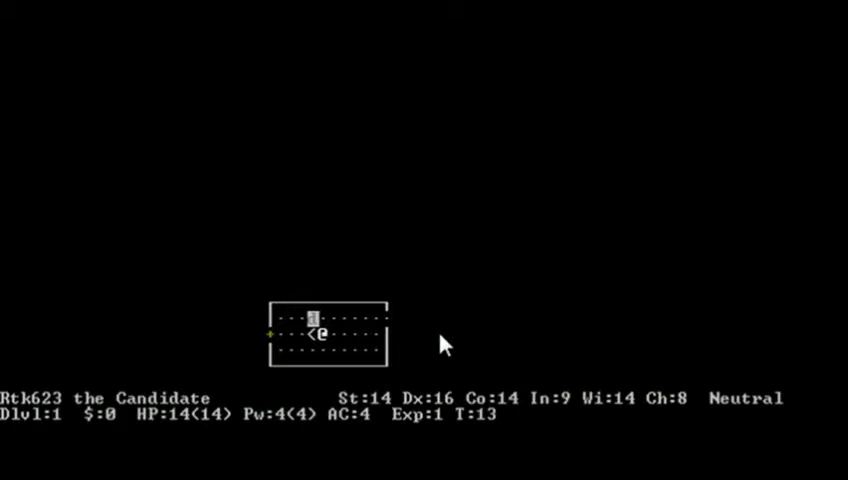 d
<@
Rtk623 the Candidate St:14 Dx:16 Co:14 In:9 Wi:14 Ch:8 Neutral
Dlvl:1 $:0 HP:14(14) Pw:4(4) AC:4 Exp:1 T:13